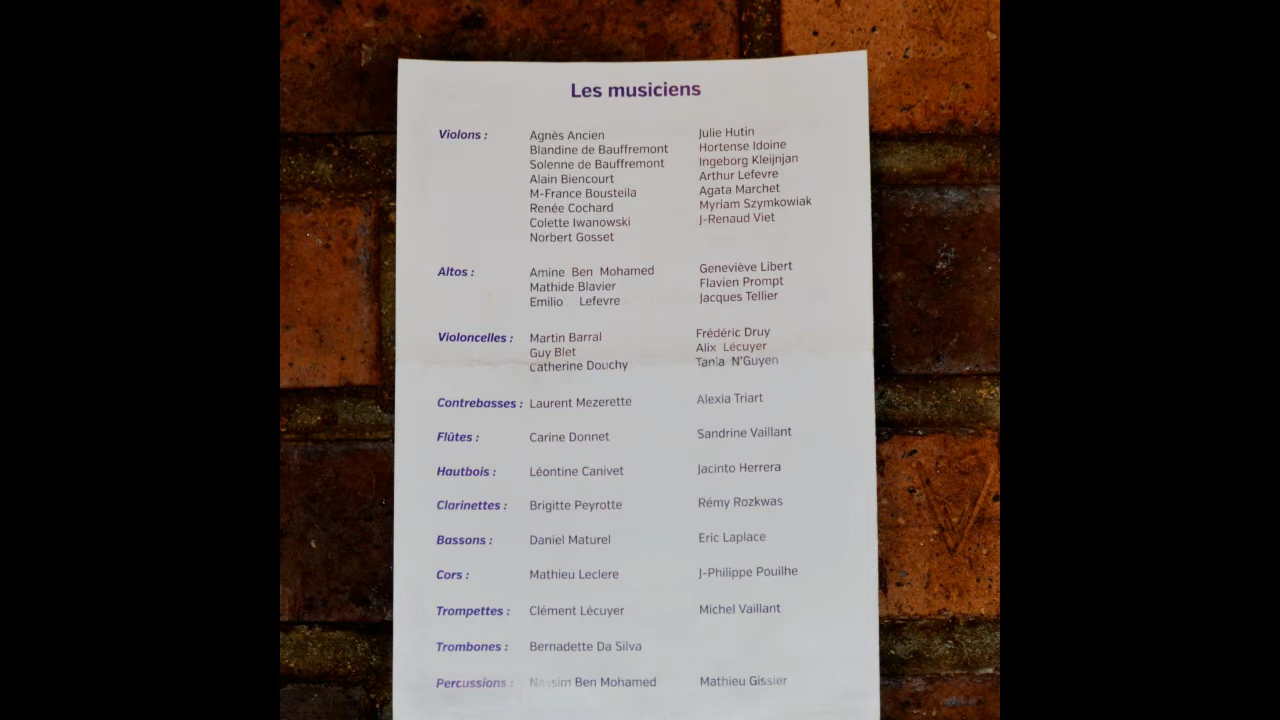 Les musiciens
Violons : Agnès Ancien Julie Hutin
Blandine de Bauffremont Hortense Idoine
Solenne de Bauffremont Ingeborg Kleijnjan
Alain Biencourt Arthur Lefevre
M-France Bousteila Agata Marchet
Renée Cochard Myriam Szymkowiak
Colette Iwanowski J-Renaud Viet
Norbert Gosset
Altos : Amine Ben Mohamed Geneviève Libert
Mathide Blavier Flavien Prompt
Emilio Lefevre Jacques Tellier
Violoncelles : Martin Barral Frédéric Druy
Guy Blet Alix Lécuyer
Catherine Douchy Tania N'Guyen
Contrebasses : Laurent Mezerette Alexia Triart
Flûtes : Carine Donnet Sandrine Vaillant
Hautbois : Léontine Canivet Jacinto Herrera
Clarinettes : Brigitte Peyrotte Rémy Rozkwas
Bassons : Daniel Maturel Eric Laplace
Cors : Mathieu Leclere J-Philippe Pouilhe
Trompettes : Clément Lécuyer Michel Vaillant
Trombones : Bernadette Da Silva
Percussions : Nassim Ben Mohamed Mathieu Gissler